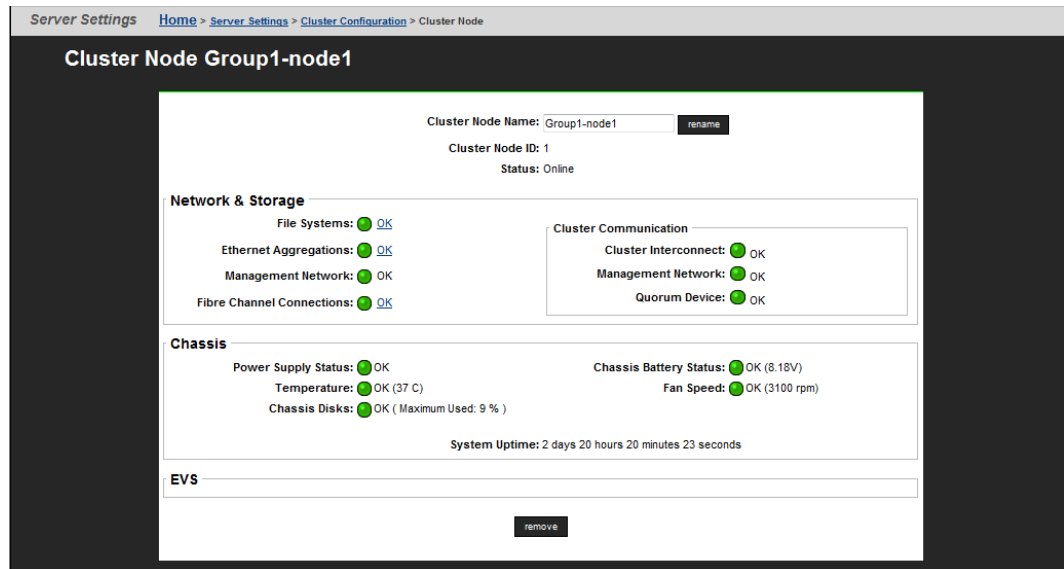 Server Settings Home > Server Settings > Cluster Configuration > Cluster Node
Cluster Node Group1-node1
Cluster Node Name: Group1-node1 rename
Cluster Node ID: 1
Status: Online
Network & Storage
File Systems: OK
Ethernet Aggregations: OK
Management Network: OK
Fibre Channel Connections: OK
Cluster Communication
Cluster Interconnect: OK
Management Network: OK
Quorum Device: OK
Chassis
Power Supply Status: OK
Chassis Battery Status: OK (8.18V)
Temperature: OK (37 C)
Fan Speed: OK (3100 rpm)
Chassis Disks: OK ( Maximum Used: 9 % )
System Uptime: 2 days 20 hours 20 minutes 23 seconds
EVS
remove